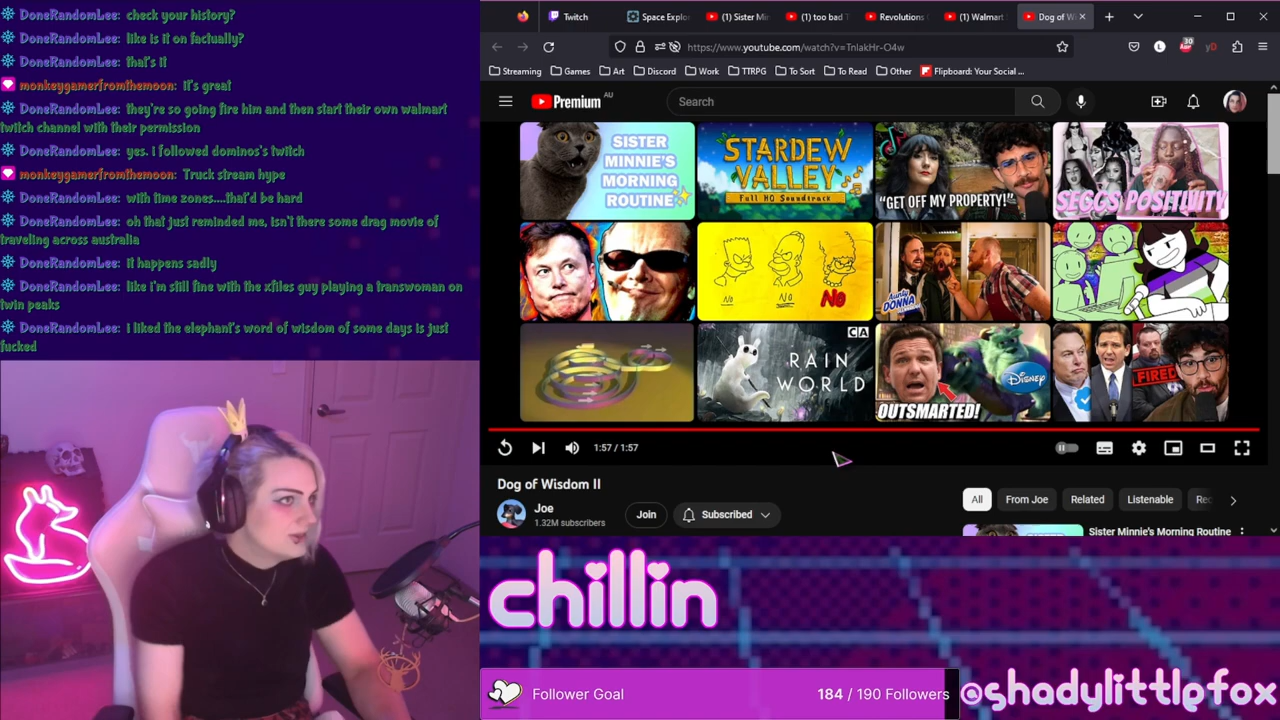 DoneRandomLee: check your history?
DoneRandomLee: like is it on factually?
DoneRandomLee: that's it
monkeygamerfromthemoon: it's great
DoneRandomLee: they're so going fire him and then start their own walmart
twitch channel with their permission
DoneRandomLee: yes. i followed dominos's twitch
monkeygamerfromthemoon: Truck stream hype
DoneRandomLee: with time zones....that'd be hard
DoneRandomLee: oh that just reminded me, isn't there some drag movie of
traveling across australia
DoneRandomLee: it happens sadly
DoneRandomLee: like i'm still fine with the xfiles guy playing a transwoman on
twin peaks
DoneRandomLee: i liked the elephant's word of wisdom of some days is just
fucked
Twitch
Space Explo
(1) Sister Mi
(1) too bad T
Revolutions
(1) Walmart
Dog of Wi
30
https://www.youtube.com/watch?v=TnlakHr-O4w
Streaming Games Art Discord Work TTRPG To Sort To Read Other Flipboard: Your Social ...
Premium AU
Search
SISTER
MINNIE'S
MORNING
ROUTINE
STARDEW
VALLEY
Full HQ Soundtrack
"GET OFF MY PROPERTY!"
SEGGS POSITIVITY
NO
NO
NO
Aunty
DONNA
CA
RAIN
WORLD
Disney
OUTSMARTED!
FIRED
1:57 / 1:57
Dog of Wisdom II
Joe
1.32M subscribers
Join
Subscribed
All
From Joe
Related
Listenable
Rec
Sister Minnie's Morning Routine
chillin
Follower Goal
184 / 190 Followers
@shadylittlefox